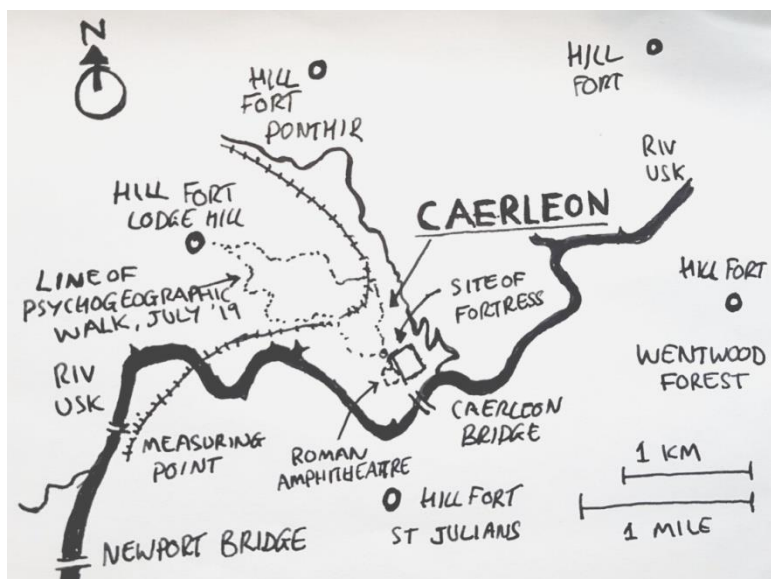 N
HILL
FORT
PONTHIR
HILL
FORT
RIV
USK
HILL FORT
LODGE HILL
CAERLEON
LINE OF
PSYCHOGEOGRAPHIC
WALK, JULY '19
SITE OF
FORTRESS
HILL FORT
WENTWOOD
FOREST
RIV
USK
MEASURING
POINT
ROMAN
AMPHITHEATRE
CAERLEON
BRIDGE
1 KM
1 MILE
HILL FORT
ST JULIANS
NEWPORT BRIDGE